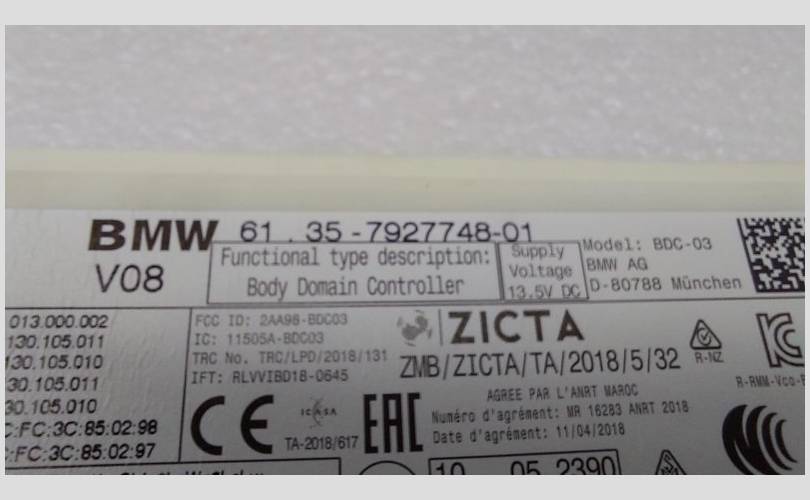 BMW 61.35-7927748-01
V08
Functional type description:
Body Domain Controller
Supply
Voltage
13.5V DC
Model: BDC-03
BMW AG
D-80788 München
013.000.002
130.105.011
130.105.010
30.105.011
30.105.010
C:FC:3C:85:02:98
:FC:3C:85:02:97
FCC ID: 2AA98-BDC03
IC: 11505A-BDC03
TRC No. TRC/LPD/2018/131
IFT: RLVVIBD18-0645
ZICTA
ZMB/ZICTA/TA/2018/5/32
R-NZ
CE
ICASA
TA-2018/617
EAC
AGREE PAR L'ANRT MAROC
Numéro d'agrément: MR 16283 ANRT 2018
Date d'agrément: 11/04/2018
10 05 2390